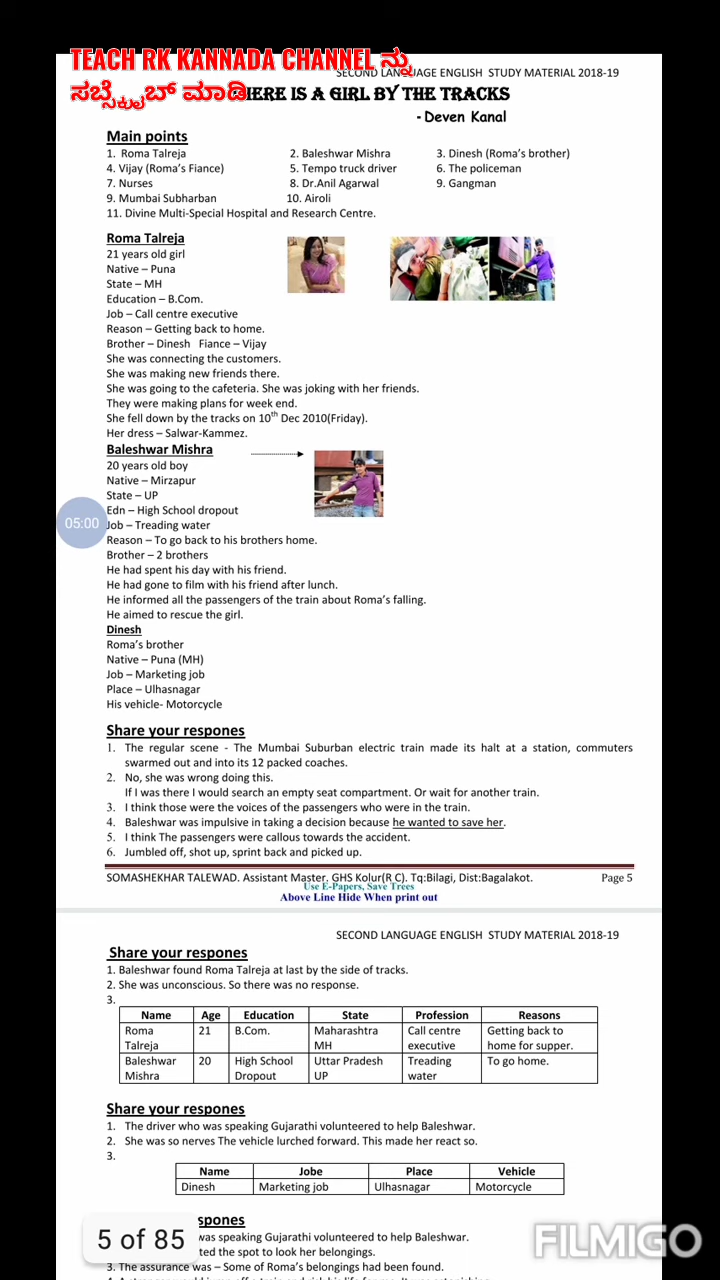 TEACH RK KANNADA CHANNEL ನ್ನು
ಸಬ್ಸ್ಕ್ರೈಬ್ ಮಾಡಿ
SECOND LANGUAGE ENGLISH STUDY MATERIAL 2018-19
HERE IS A GIRL BY THE TRACKS
- Deven Kanal
Main points
1. Roma Talreja 2. Baleshwar Mishra 3. Dinesh (Roma's brother)
4. Vijay (Roma's Fiance) 5. Tempo truck driver 6. The policeman
7. Nurses 8. Dr.Anil Agarwal 9. Gangman
9. Mumbai Subharban 10. Airoli
11. Divine Multi-Special Hospital and Research Centre.
Roma Talreja
21 years old girl
Native – Puna
State – MH
Education – B.Com.
Job – Call centre executive
Reason – Getting back to home.
Brother – Dinesh Fiance – Vijay
She was connecting the customers.
She was making new friends there.
She was going to the cafeteria. She was joking with her friends.
They were making plans for week end.
She fell down by the tracks on 10th Dec 2010(Friday).
Her dress – Salwar-Kammez.
Baleshwar Mishra
20 years old boy
Native – Mirzapur
State – UP
Edn – High School dropout
05:00
Job – Treading water
Reason – To go back to his brothers home.
Brother – 2 brothers
He had spent his day with his friend.
He had gone to film with his friend after lunch.
He informed all the passengers of the train about Roma's falling.
He aimed to rescue the girl.
Dinesh
Roma's brother
Native – Puna (MH)
Job – Marketing job
Place – Ulhasnagar
His vehicle- Motorcycle
Share your respones
1. The regular scene - The Mumbai Suburban electric train made its halt at a station, commuters
swarmed out and into its 12 packed coaches.
2. No, she was wrong doing this.
If I was there I would search an empty seat compartment. Or wait for another train.
3. I think those were the voices of the passengers who were in the train.
4. Baleshwar was impulsive in taking a decision because he wanted to save her.
5. I think The passengers were callous towards the accident.
6. Jumbled off, shot up, sprint back and picked up.
SOMASHEKHAR TALEWAD. Assistant Master. GHS Kolur(R C). Tq:Bilagi, Dist:Bagalakot. Page 5
Use E-Papers, Save Trees
Above Line Hide When print out
SECOND LANGUAGE ENGLISH STUDY MATERIAL 2018-19
Share your respones
1. Baleshwar found Roma Talreja at last by the side of tracks.
2. She was unconscious. So there was no response.
3.
Name Age Education State Profession Reasons
Roma Talreja 21 B.Com. Maharashtra MH Call centre executive Getting back to home for supper.
Baleshwar Mishra 20 High School Dropout Uttar Pradesh UP Treading water To go home.
Share your respones
1. The driver who was speaking Gujarathi volunteered to help Baleshwar.
2. She was so nerves The vehicle lurched forward. This made her react so.
3.
Name Jobe Place Vehicle
Dinesh Marketing job Ulhasnagar Motorcycle
spones
was speaking Gujarathi volunteered to help Baleshwar.
5 of 85
ted the spot to look her belongings.
3. The assurance was – Some of Roma's belongings had been found.
FILMIGO